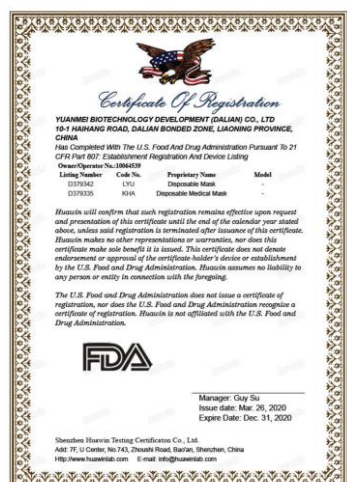 Certificate Of Registration
YUANMEI BIOTECHNOLOGY DEVELOPMENT (DALIAN) CO., LTD
10-1 HAIHANG ROAD, DALIAN BONDED ZONE, LIAONING PROVINCE,
CHINA
Has Completed With The U.S. Food And Drug Administration Pursuant To 21
CFR Part 807: Establishment Registration And Device Listing
Owner/Operator No.:10064539
Listing Number Code No. Proprietary Name Model
D379342 LYU Disposable Mask -
D379335 KHA Disposable Medical Mask -
Huawin will confirm that such registration remains effective upon request
and presentation of this certificate until the end of the calendar year stated
above, unless said registration is terminated after issuance of this certificate.
Huawin makes no other representations or warranties, nor does this
certificate make sole benefit it is issued. This certificate does not denote
endorsement or approval of the certificate-holder's device or establishment
by the U.S. Food and Drug Administration. Huawin assumes no liability to
any person or entity in connection with the foregoing.
The U.S. Food and Drug Administration does not issue a certificate of
registration, nor does the U.S. Food and Drug Administration recognize a
certificate of registration. Huawin is not affiliated with the U.S. Food and
Drug Administration.
FDA
Manager: Guy Su
Issue date: Mar. 26, 2020
Expire Date: Dec. 31, 2020
Shenzhen Huawin Testing Certificaton Co., Ltd.
Add: 7F, U Center, No.743, Zhoushi Road, Bao'an, Shenzhen, China
Http://www.huawinlab.com E-mail: info@huawinlab.com